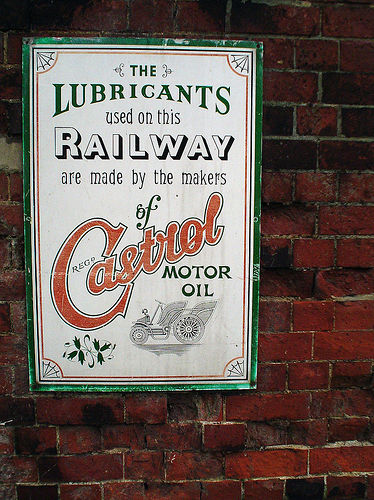 THE
LUBRICANTS
used on this
RAILWAY
are made by the makers
of
REGD Castrol
MOTOR
OIL